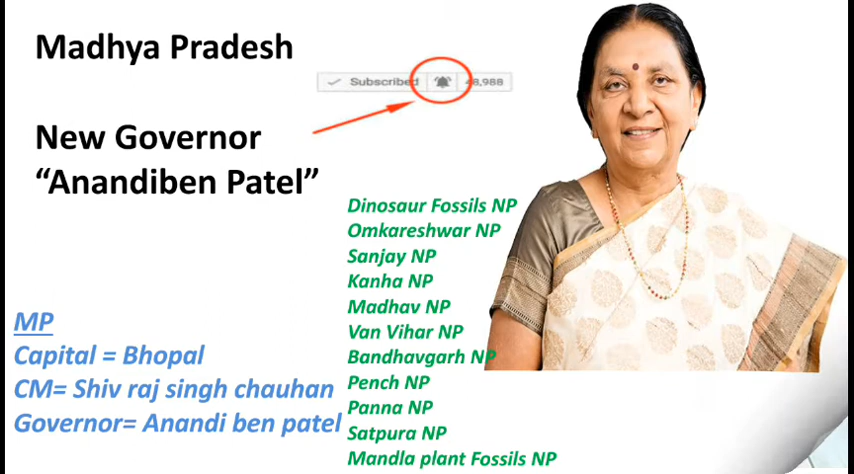 Madhya Pradesh
Subscribed 48,988
New Governor
“Anandiben Patel”
Dinosaur Fossils NP
Omkareshwar NP
Sanjay NP
Kanha NP
Madhav NP
Van Vihar NP
Bandhavgarh NP
Pench NP
Panna NP
Satpura NP
Mandla plant Fossils NP
MP
Capital = Bhopal
CM= Shiv raj singh chauhan
Governor= Anandi ben patel